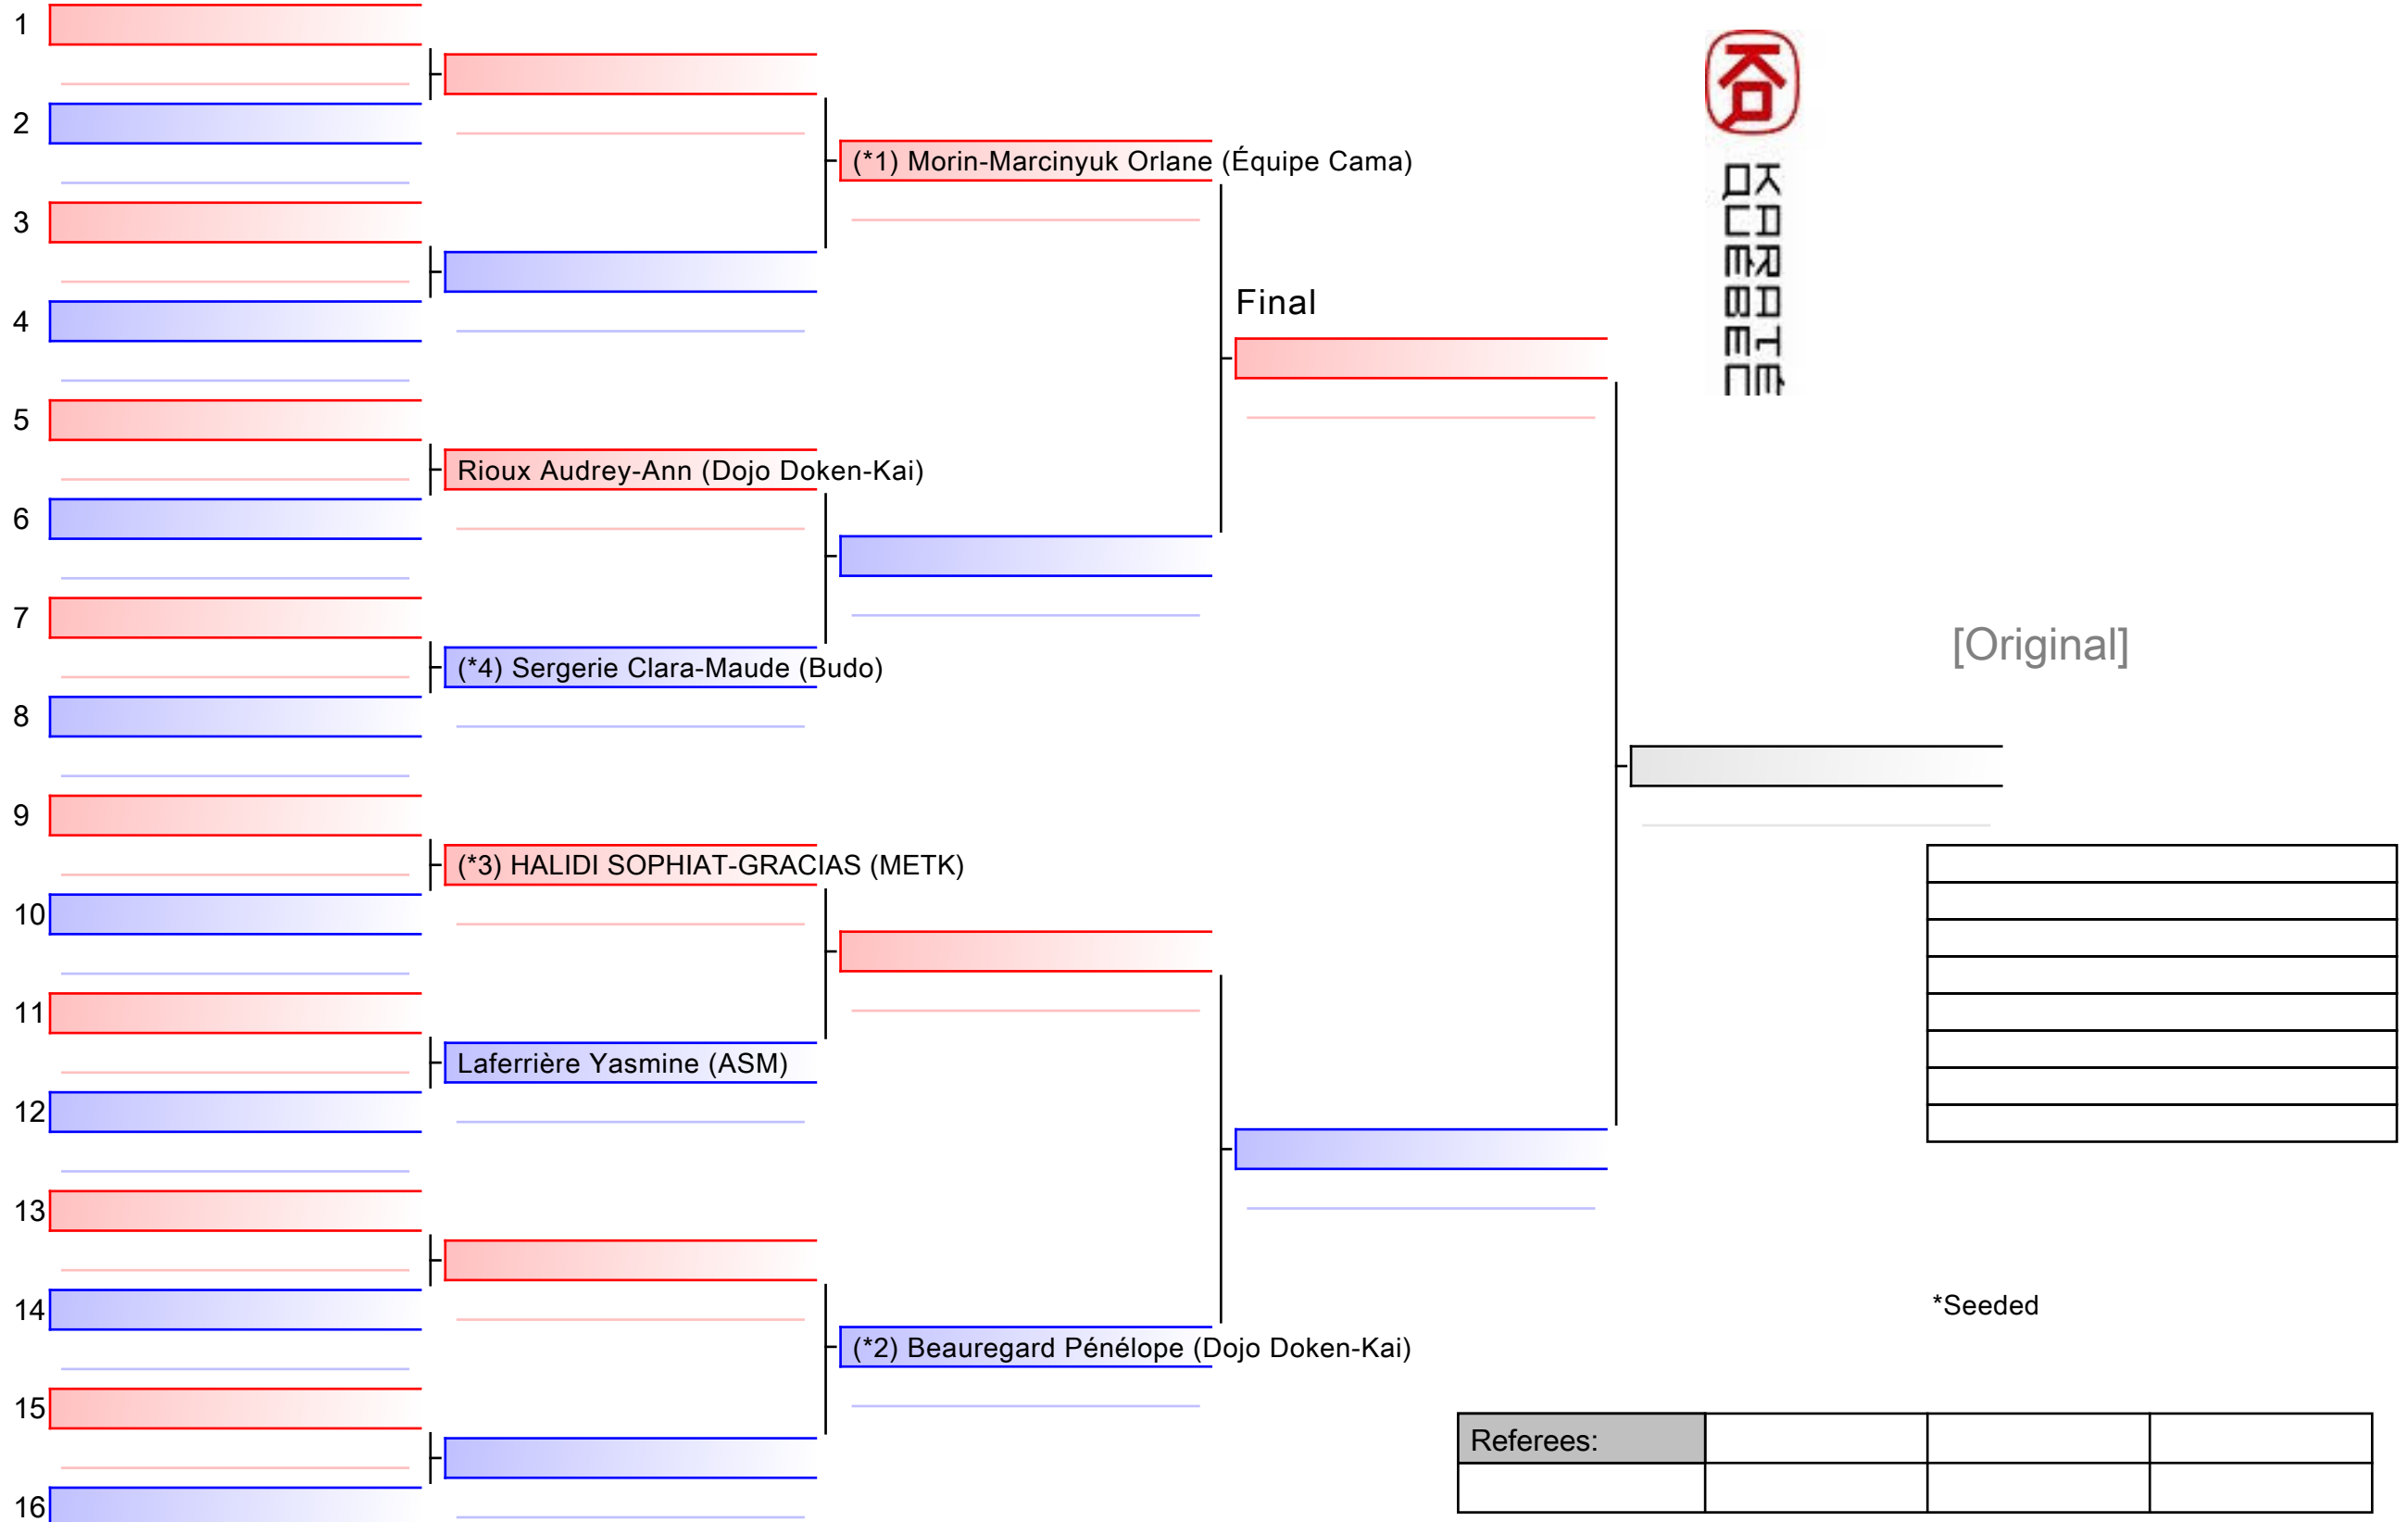 1
2
3
4
5
6
7
8
9
10
11
12
13
14
15
16
Rioux Audrey-Ann (Dojo Doken-Kai)
(*4) Sergerie Clara-Maude (Budo)
(*3) HALIDI SOPHIAT-GRACIAS (METK)
Laferrière Yasmine (ASM)
(*1) Morin-Marcinyuk Orlane (Équipe Cama)
(*2) Beauregard Pénélope (Dojo Doken-Kai)
Final
KARATÉ
QUÉBEC
[Original]
*Seeded
Referees: